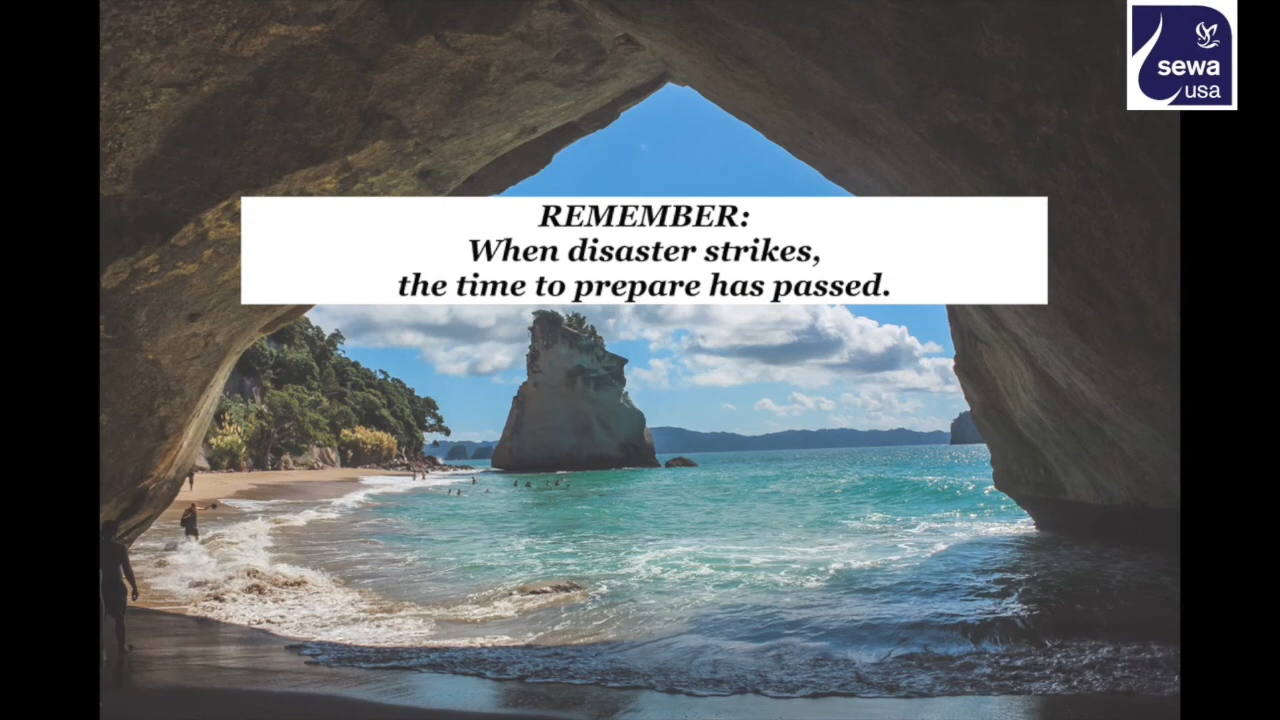 sewa
usa
REMEMBER:
When disaster strikes,
the time to prepare has passed.